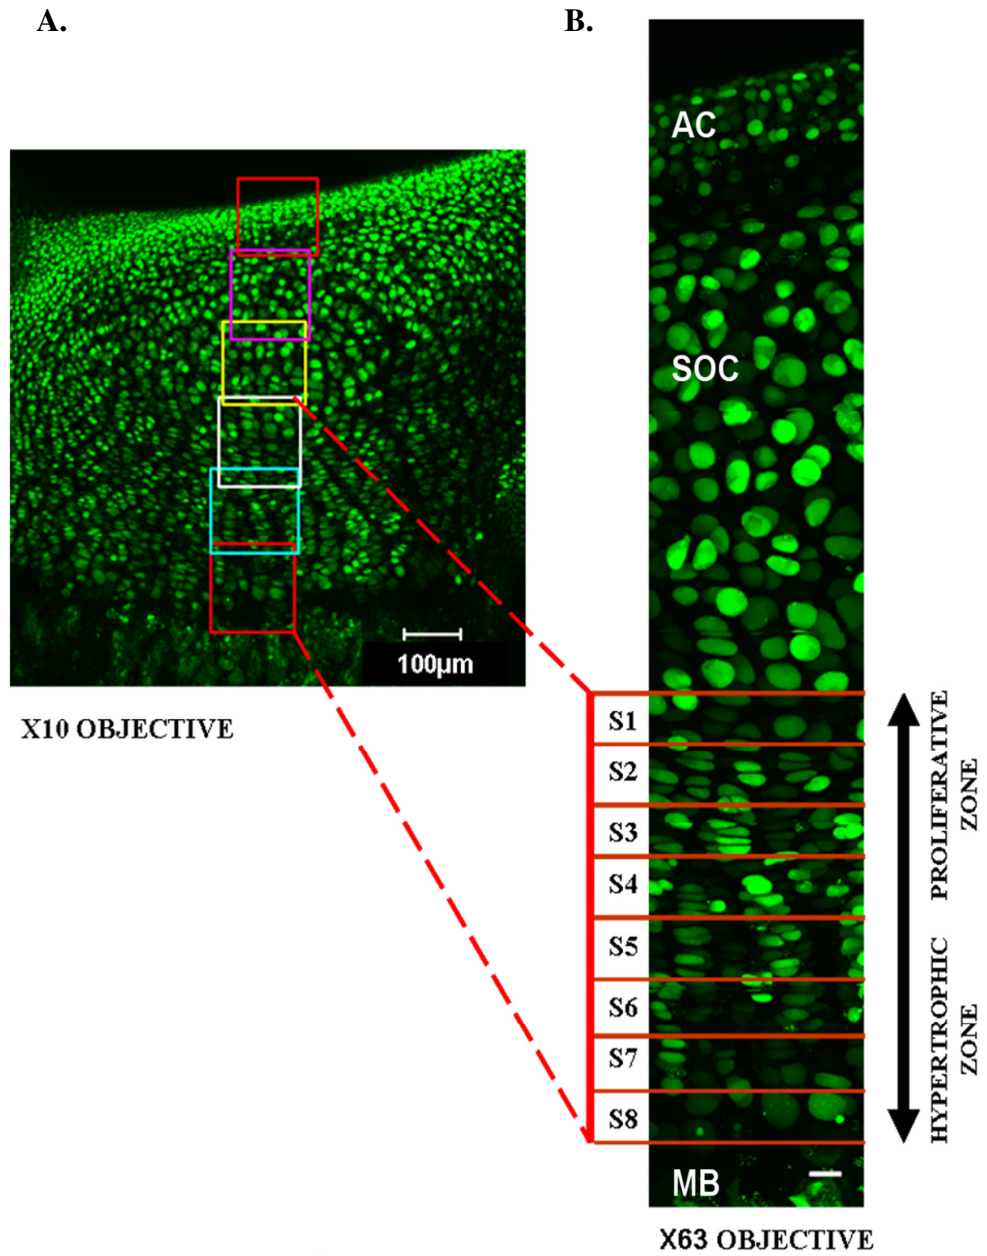 A.
B.
AC
SOC
100µm
X10 OBJECTIVE
S1
S2
S3
S4
S5
S6
S7
S8
PROLIFERATIVE
ZONE
HYPERTROPHIC
ZONE
MB
X63 OBJECTIVE